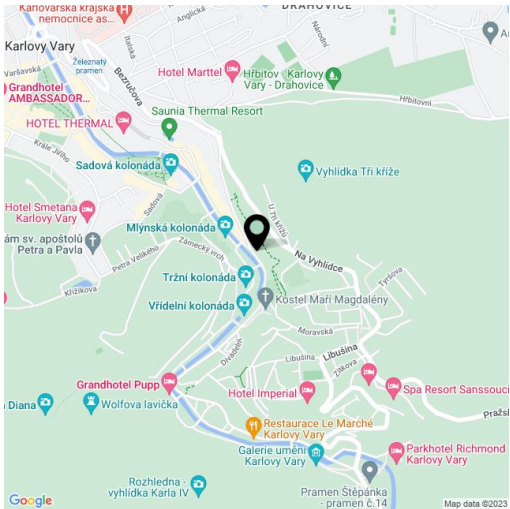 Karlovarská krajská
nemocnice as...
Anglická
DRAHOVICE
Národní
Italská
Karlovy Vary
Železnatý
pramen
Bezručova
Varšavská
Hotel Marttel
Hřbitov - Karlovy
Vary - Drahovice
Hřbitovní
Grandhotel
AMBASSADOR...
HOTEL THERMAL
Saunia Thermal Resort
Krále Jiřího
Sadová kolonáda
Vyhlídka Tři kříže
Sadová
U Tří křížů
Hotel Smetana
Karlovy Vary
Mlýnská kolonáda
ám sv. apoštolů
Petra a Pavla
Zámecký vrch
Petra Velikého
Na Vyhlídce
Tyršova
Křižíkova
Tržní kolonáda
Vřídelní kolonáda
Kostel Maří Magdalény
Moravská
Divadelní
Libušina
Libušina
Zítkova
Grandhotel Pupp
Hotel Imperial
Spa Resort Sanssouci
a Diana
Wolfova lavička
Pražsk
Restaurace Le Marché
Karlovy Vary
Galerie umění
Karlovy Vary
Parkhotel Richmond
Karlovy Vary
Rozhledna -
vyhlídka Karla IV
Pramen Štěpánka
- pramen č.14
Google
Map data ©2023